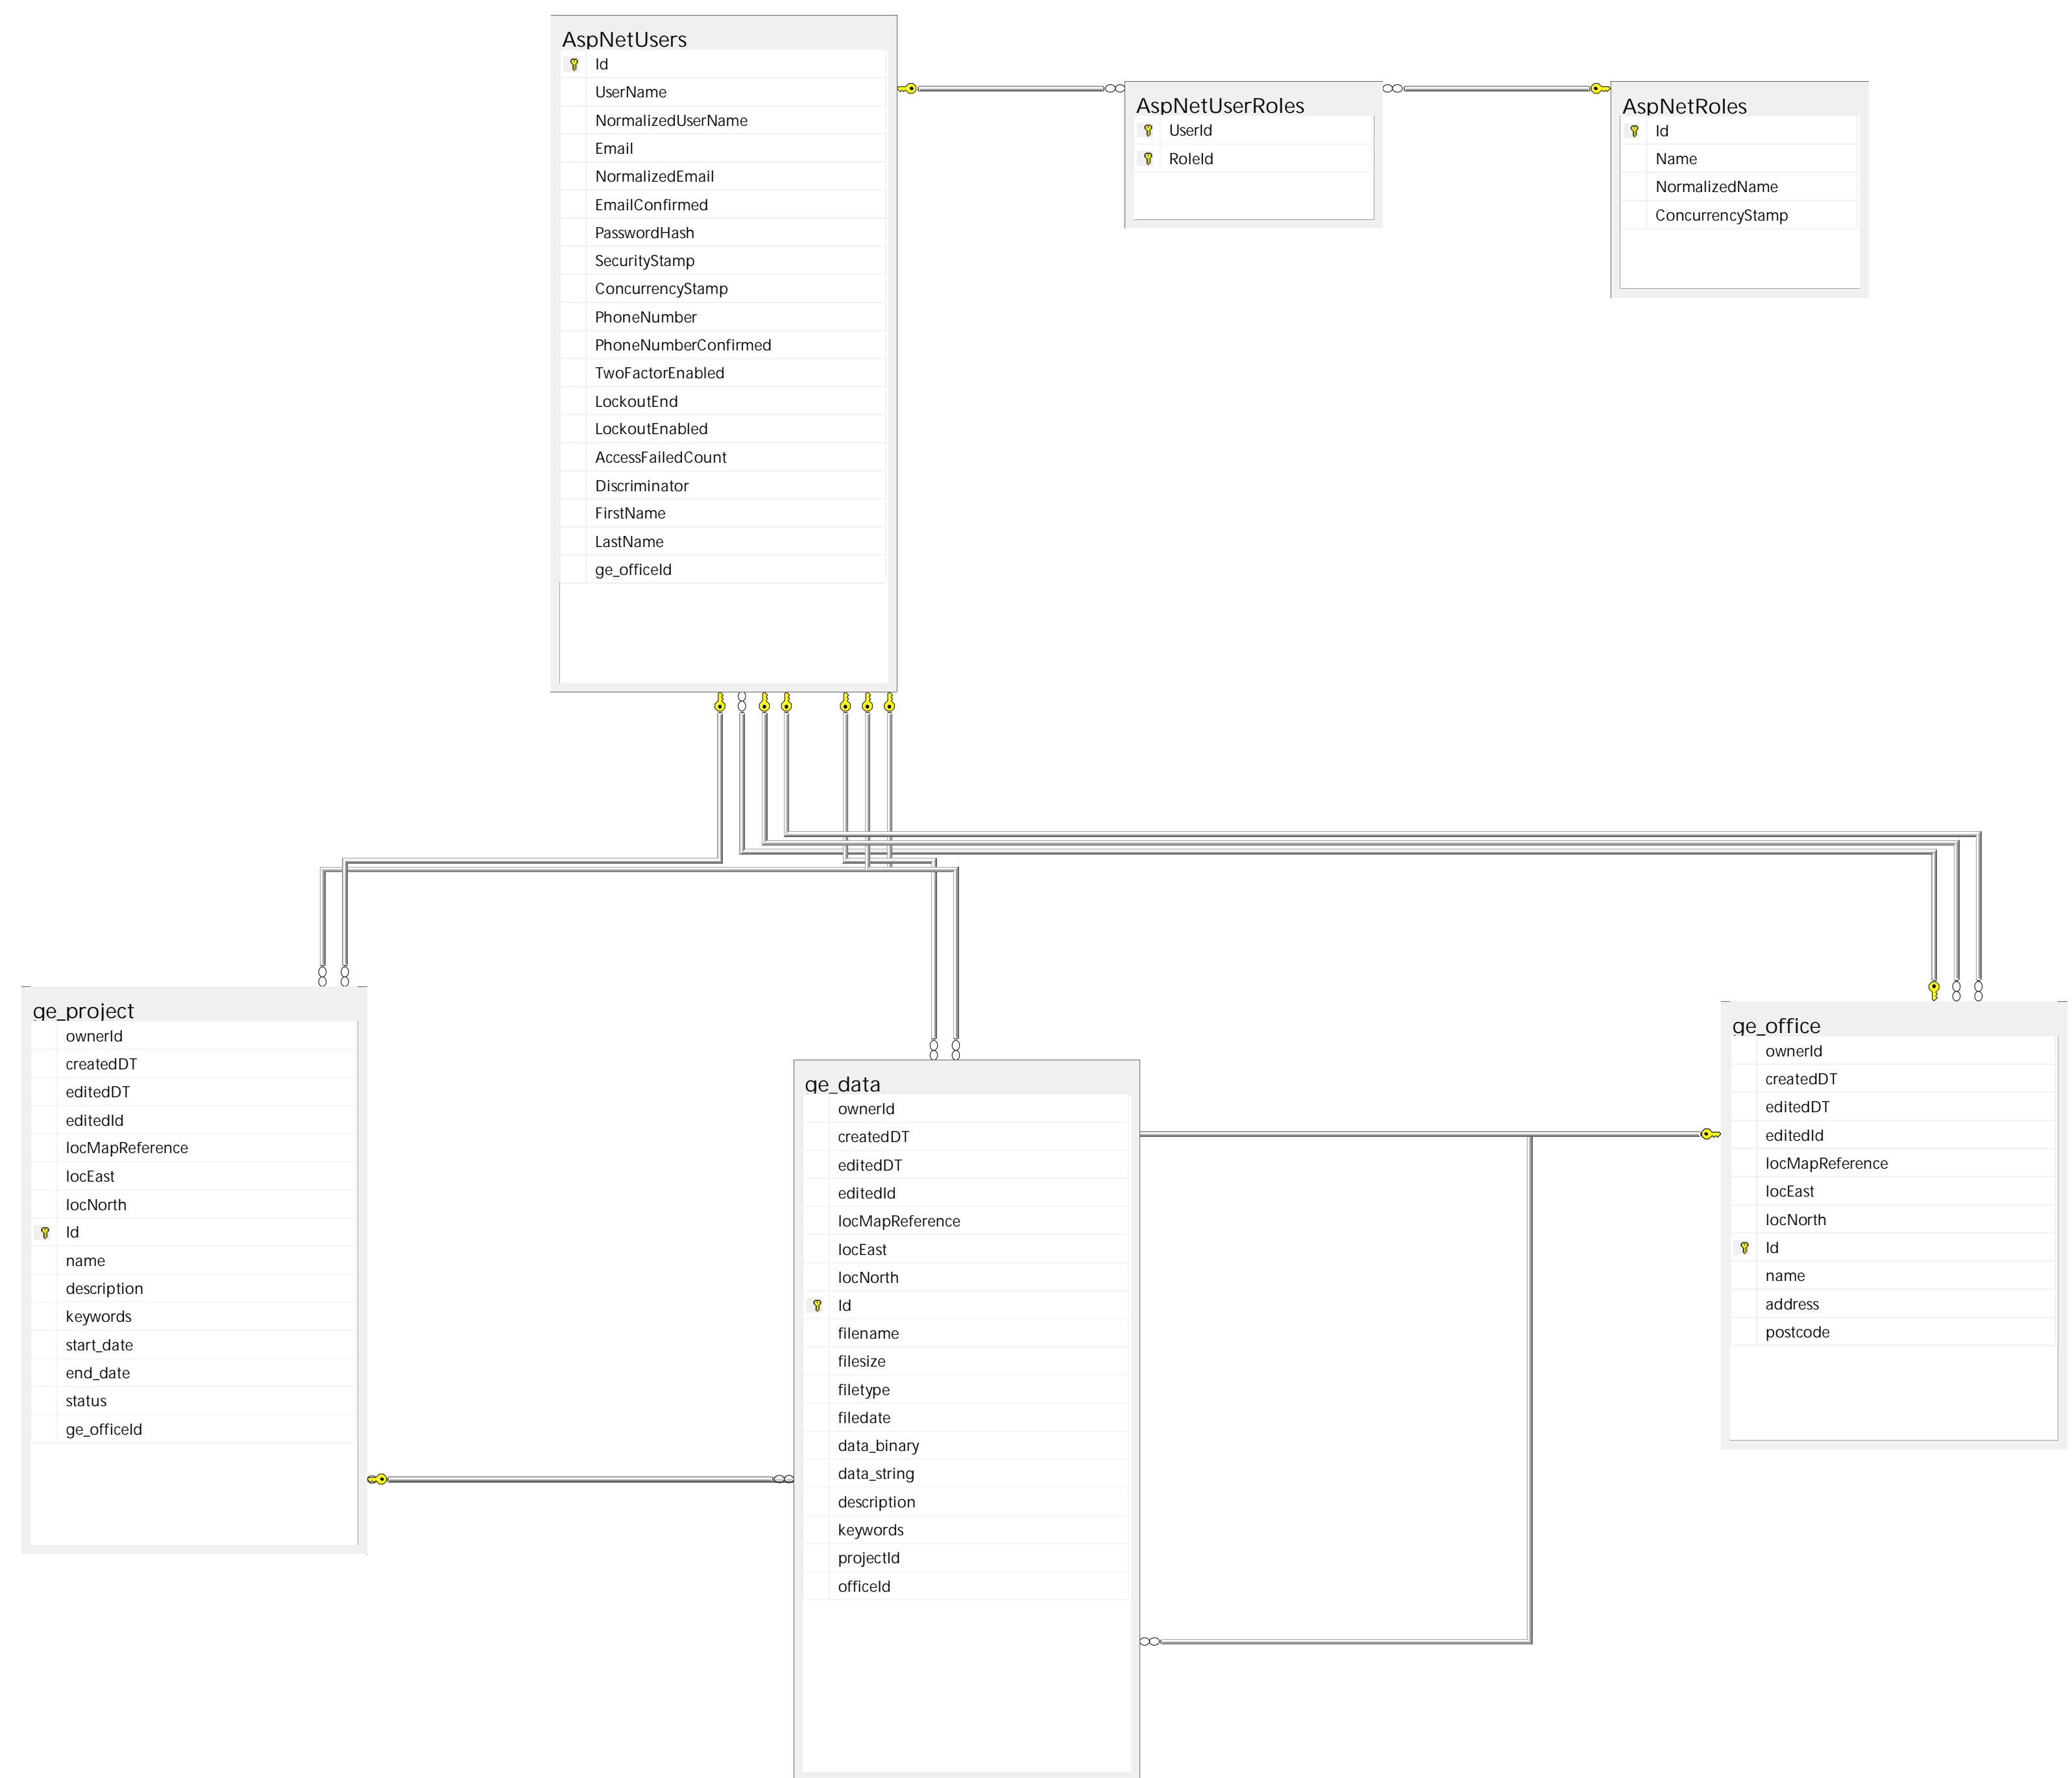 AspNetUsers
Id
UserName
NormalizedUserName
Email
NormalizedEmail
EmailConfirmed
PasswordHash
SecurityStamp
ConcurrencyStamp
PhoneNumber
PhoneNumberConfirmed
TwoFactorEnabled
LockoutEnd
LockoutEnabled
AccessFailedCount
Discriminator
FirstName
LastName
ge_officeId
AspNetUserRoles
UserId
RoleId
AspNetRoles
Id
Name
NormalizedName
ConcurrencyStamp
ge_project
ownerId
createdDT
editedDT
editedId
locMapReference
locEast
locNorth
Id
name
description
keywords
start_date
end_date
status
ge_officeId
ge_data
ownerId
createdDT
editedDT
editedId
locMapReference
locEast
locNorth
Id
filename
filesize
filetype
filedate
data_binary
data_string
description
keywords
projectId
officeId
ge_office
ownerId
createdDT
editedDT
editedId
locMapReference
locEast
locNorth
Id
name
address
postcode